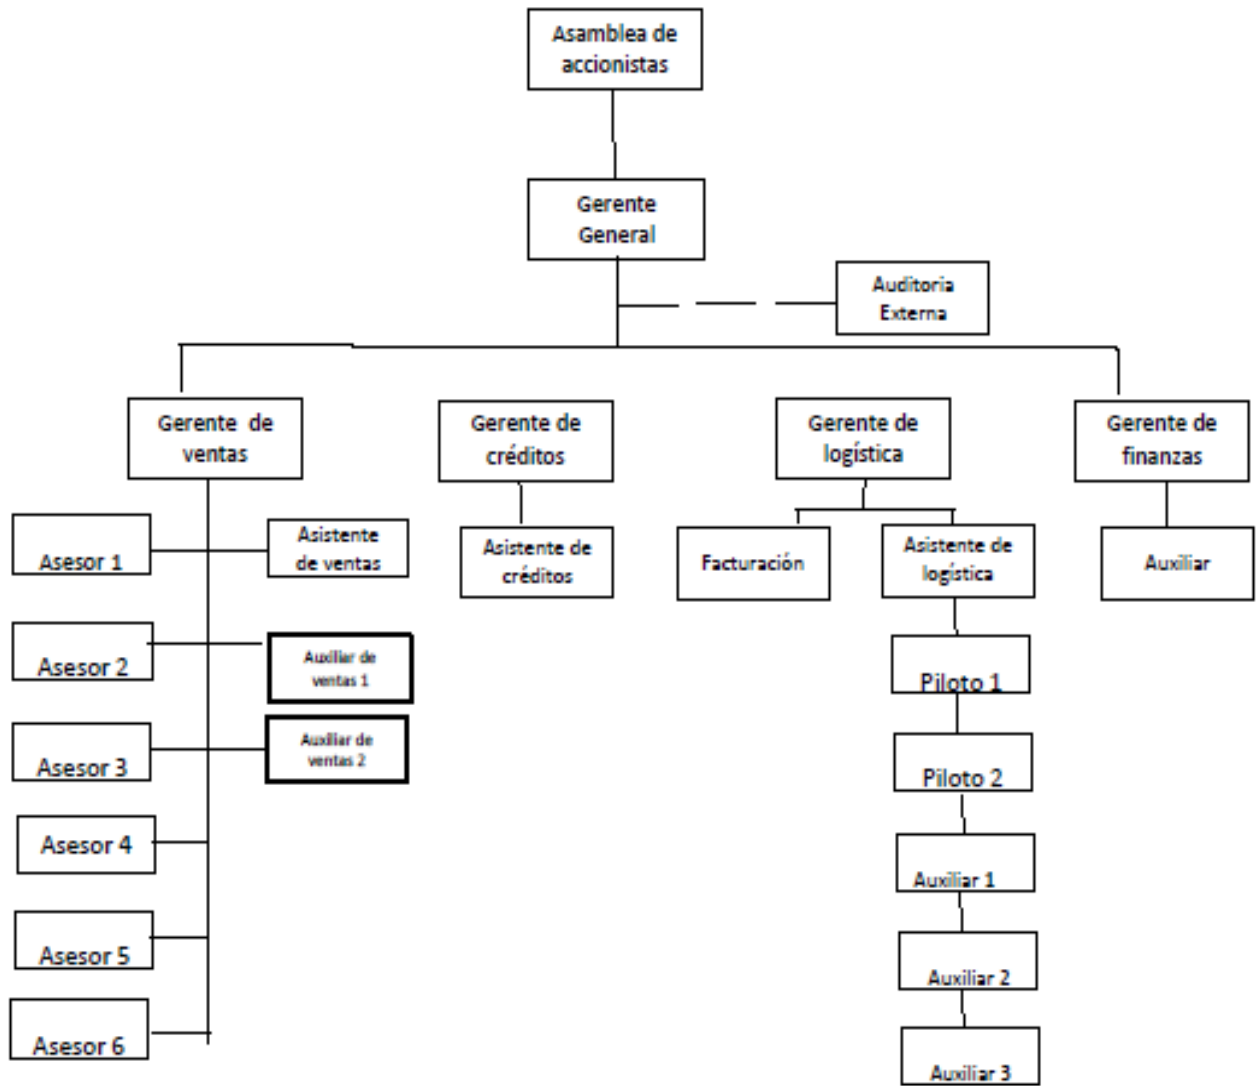 Asamblea de
accionistas
Gerente
General
Auditoria
Externa
Gerente de
ventas
Gerente de
créditos
Gerente de
logística
Gerente de
finanzas
Asesor 1
Asistente
de ventas
Asistente de
créditos
Facturación
Asistente de
logística
Auxiliar
Asesor 2
Auxiliar de
ventas 1
Piloto 1
Asesor 3
Auxiliar de
ventas 2
Piloto 2
Asesor 4
Auxiliar 1
Asesor 5
Auxiliar 2
Asesor 6
Auxiliar 3